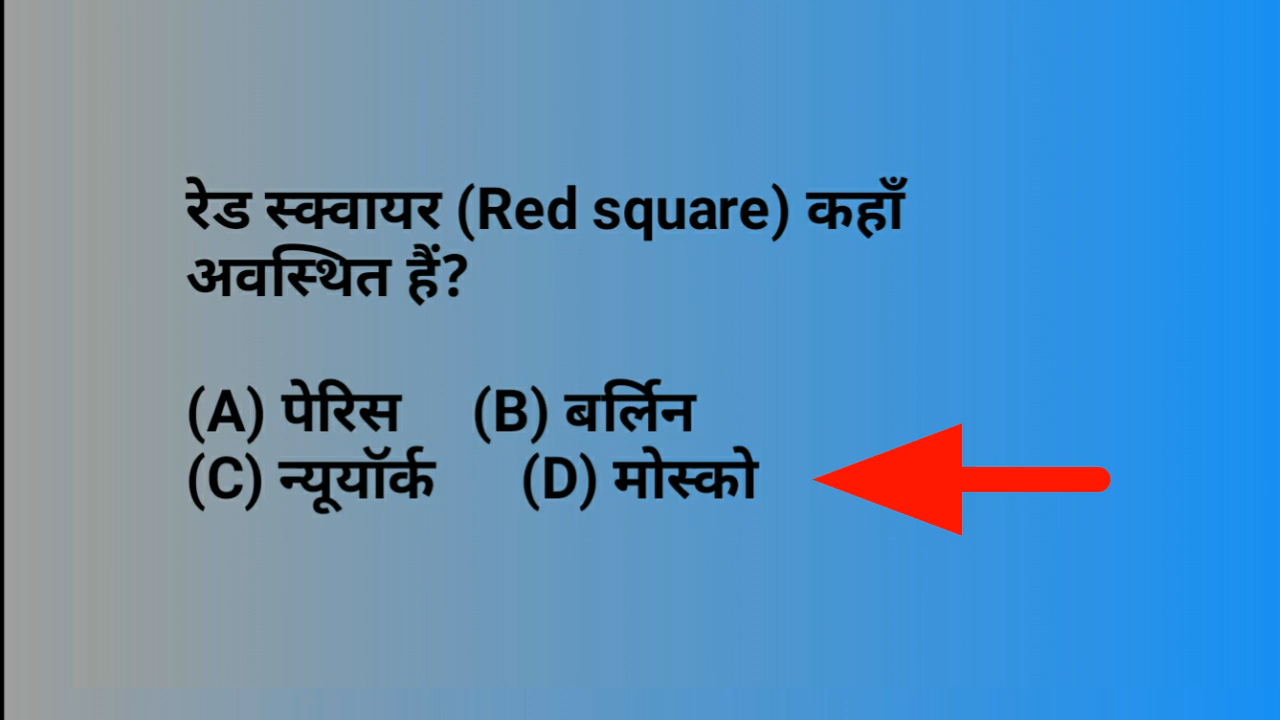 रेड स्क्वायर (Red square) कहाँ
अवस्थित हैं?
(A) पेरिस (B) बर्लिन
(C) न्यूयॉर्क (D) मोस्को